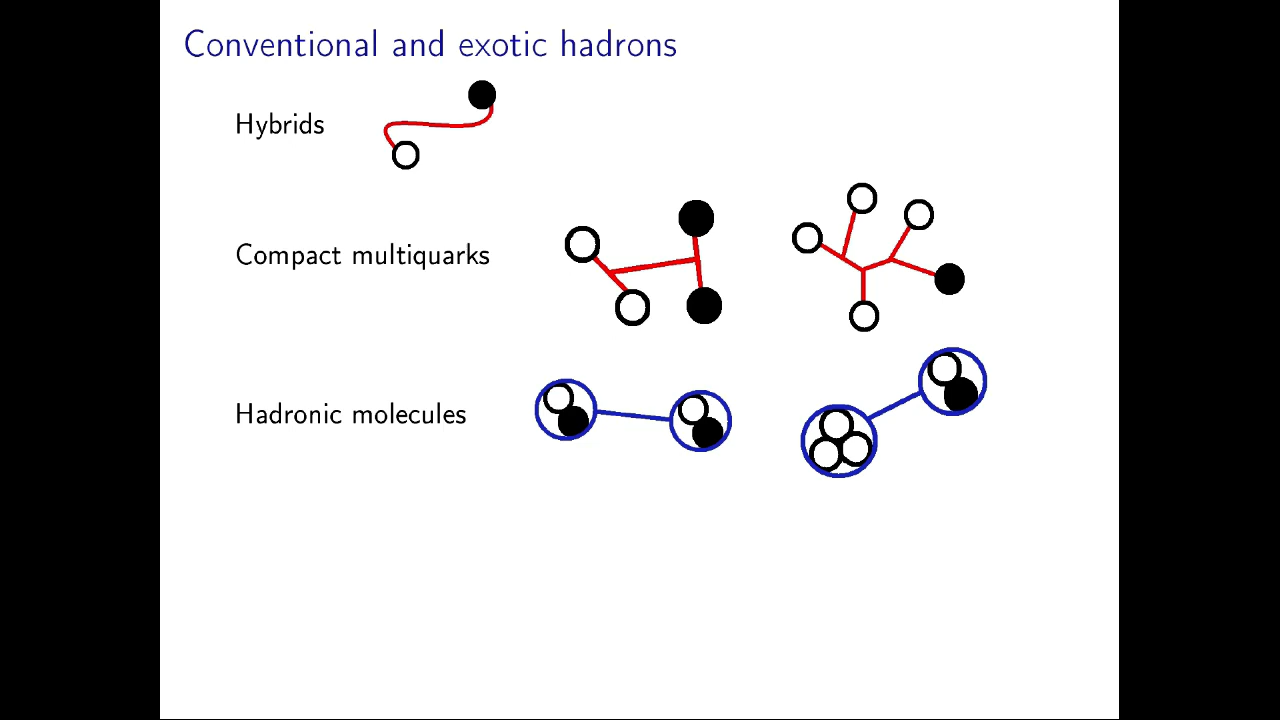 Conventional and exotic hadrons
Hybrids
Compact multiquarks
Hadronic molecules